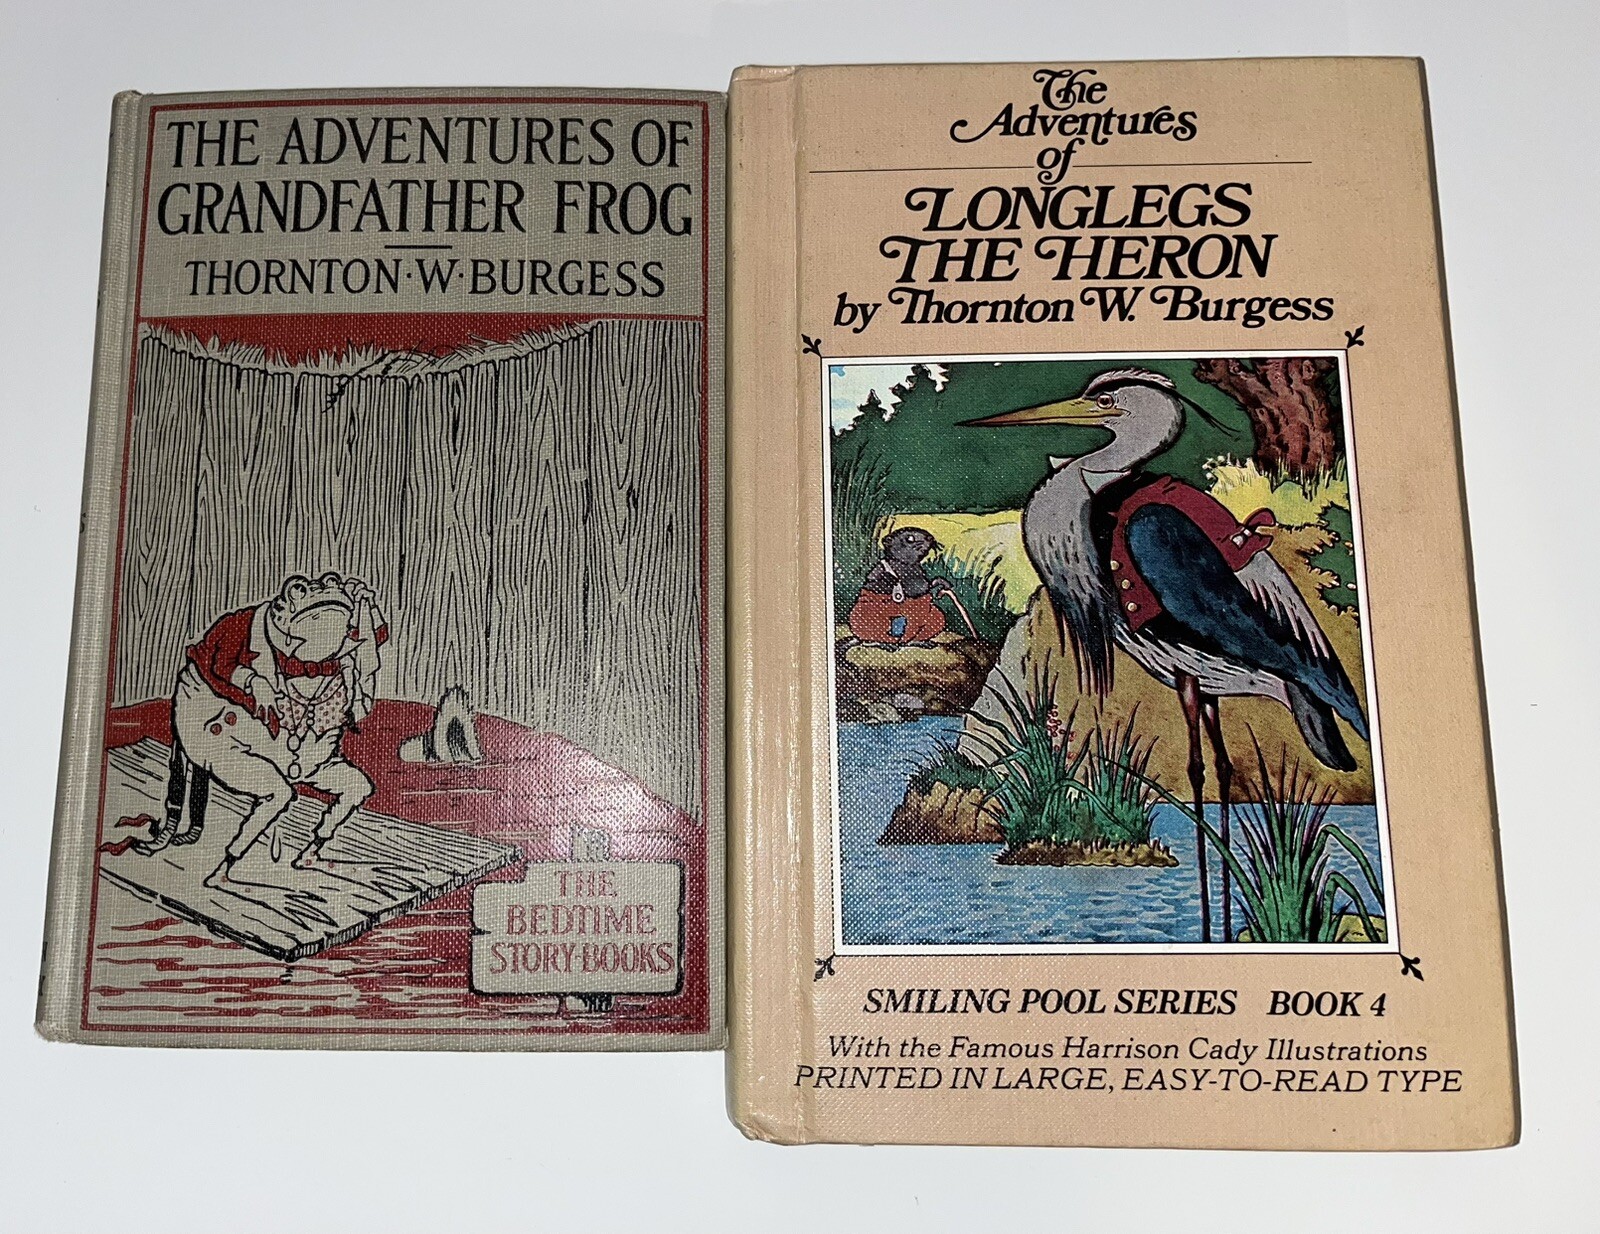 THE ADVENTURES OF
GRANDFATHER FROG
THORNTON·W·BURGESS
THE
BEDTIME
STORY·BOOKS
The
Adventures
of
LONGLEGS
THE HERON
by Thornton W. Burgess
SMILING POOL SERIES BOOK 4
With the Famous Harrison Cady Illustrations
PRINTED IN LARGE, EASY-TO-READ TYPE